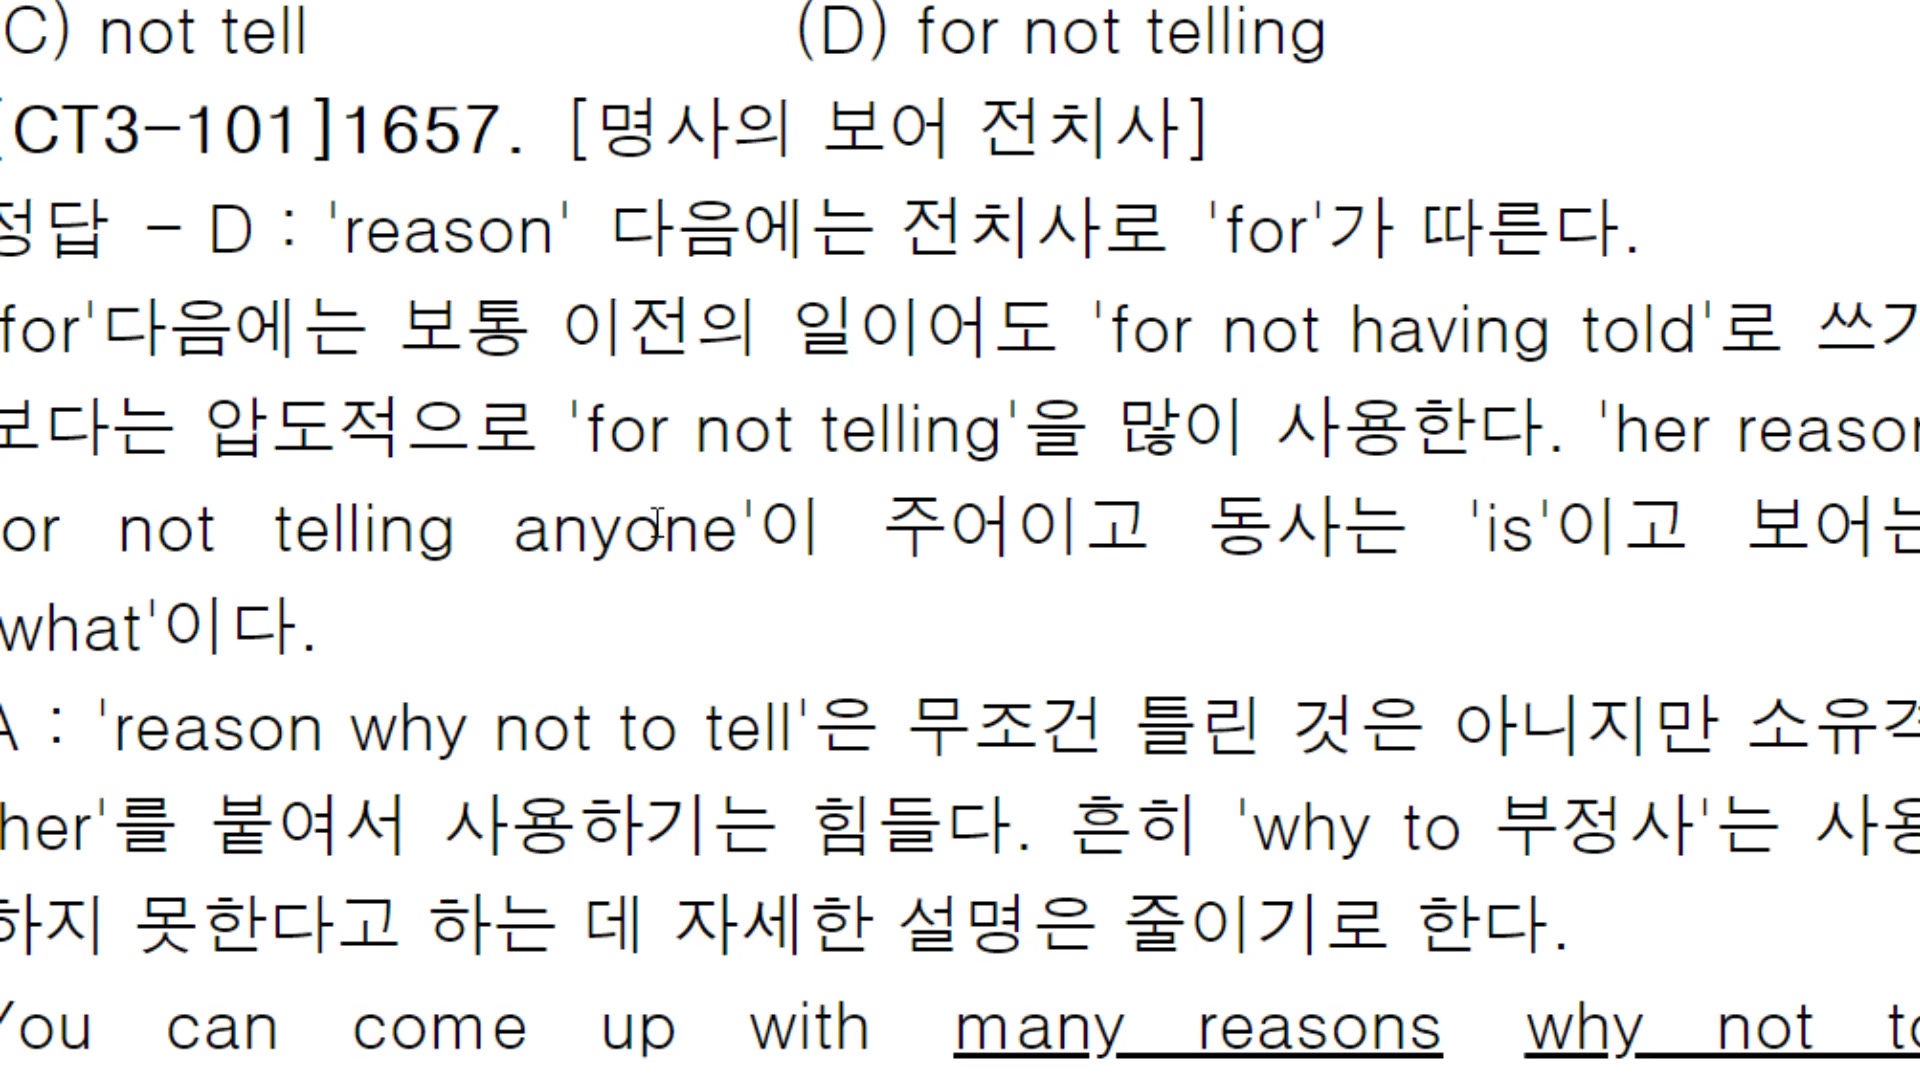 C) not tell (D) for not telling
[CT3-101]1657. [명사의 보어 전치사]
정답 - D : 'reason' 다음에는 전치사로 'for'가 따른다.
for'다음에는 보통 이전의 일이어도 'for not having told'로 쓰기
보다는 압도적으로 'for not telling'을 많이 사용한다. 'her reason
or not telling anyone'이 주어이고 동사는 'is'이고 보어는
what'이다.
A : 'reason why not to tell'은 무조건 틀린 것은 아니지만 소유격
her'를 붙여서 사용하기는 힘들다. 흔히 'why to 부정사'는 사용
하지 못한다고 하는 데 자세한 설명은 줄이기로 한다.
You can come up with many reasons why not to